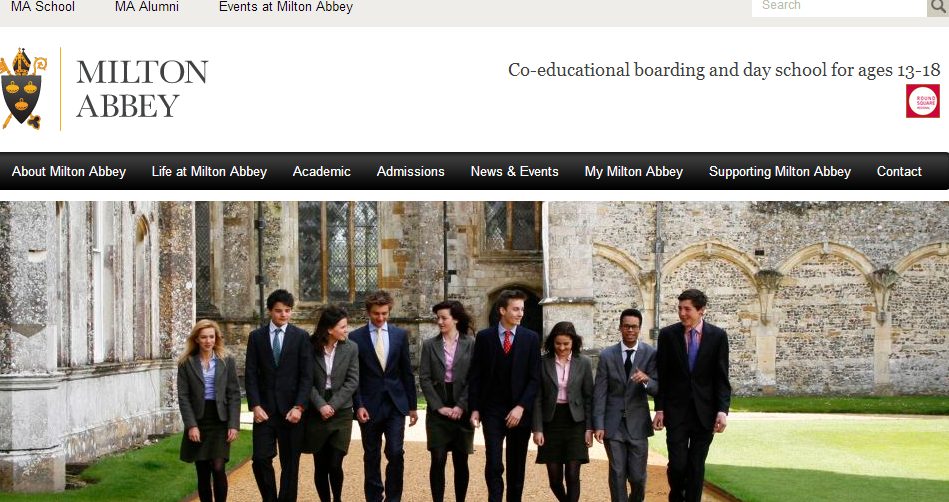 MA School MA Alumni Events at Milton Abbey Search
MILTON
ABBEY
Co-educational boarding and day school for ages 13-18
ROUND
SQUARE
About Milton Abbey Life at Milton Abbey Academic Admissions News & Events My Milton Abbey Supporting Milton Abbey Contact